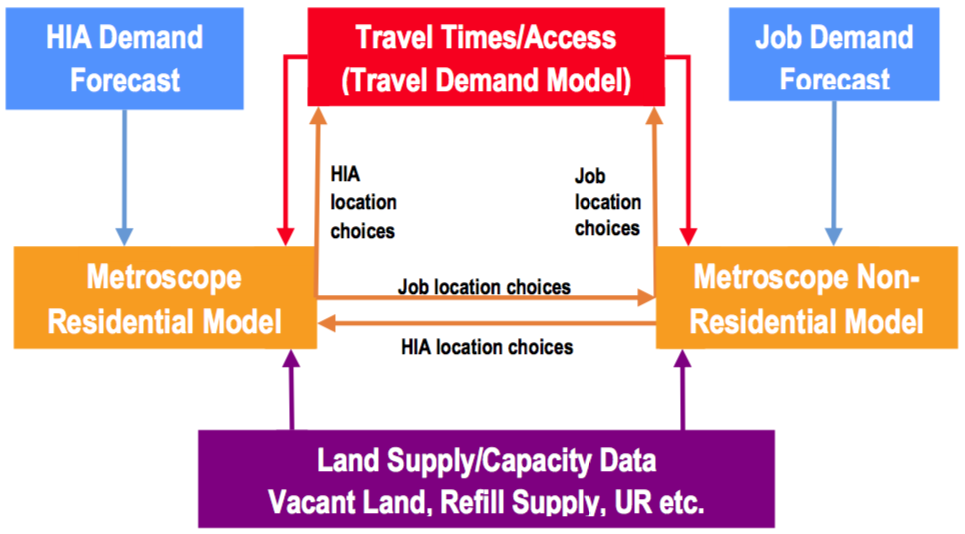 HIA Demand
Forecast
Travel Times/Access
(Travel Demand Model)
Job Demand
Forecast
HIA
location
choices
Job
location
choices
Metroscope
Residential Model
Job location choices
HIA location choices
Metroscope Non-
Residential Model
Land Supply/Capacity Data
Vacant Land, Refill Supply, UR etc.